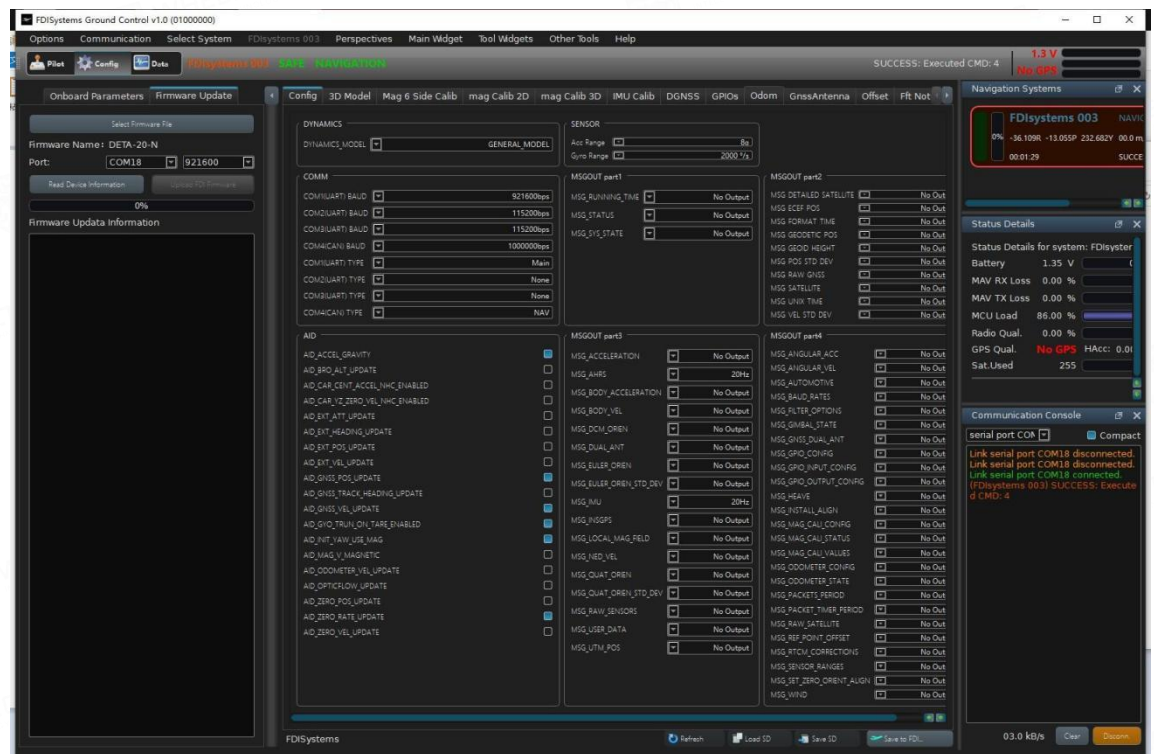 FDISystems Ground Control v1.0 (01000000)
Options Communication Select System FDIsystems 003 Perspectives Main Widget Tool Widgets Other Tools Help
Pilot Config Data FDIsystems 003 SAFE NAVIGATION SUCCESS: Executed CMD: 4 1.3 V
No GPS
Onboard Parameters Firmware Update
Select Firmware File
Firmware Name: DETA-20-N
Port: COM18 921600
Read Device Information Upload FDI Firmware
0%
Firmware Updata Information
Config 3D Model Mag 6 Side Calib mag Calib 2D mag Calib 3D IMU Calib DGNSS GPIOs Odom GnssAntenna Offset Fft Not
DYNAMICS
DYNAMICS_MODEL GENERAL_MODEL
SENSOR
Acc Range 8g
Gyro Range 2000 °/s
COMM
COM1(UART) BAUD 921600bps
COM2(UART) BAUD 115200bps
COM3(UART) BAUD 115200bps
COM4(CAN) BAUD 1000000bps
COM1(UART) TYPE Main
COM2(UART) TYPE None
COM3(UART) TYPE None
COM4(CAN) TYPE NAV
MSGOUT part1
MSG_RUNNING_TIME No Output
MSG_STATUS No Output
MSG_SYS_STATE No Output
MSGOUT part2
MSG DETAILED SATELLITE No Out
MSG ECEF POS No Out
MSG FORMAT TIME No Out
MSG GEODETIC POS No Out
MSG GEOID HEIGHT No Out
MSG POS STD DEV No Out
MSG RAW GNSS No Out
MSG SATELLITE No Out
MSG UNIX TIME No Out
MSG VEL STD DEV No Out
AID
AID_ACCEL_GRAVITY
AID_BRO_ALT_UPDATE
AID_CAR_CENT_ACCEL_NHC_ENABLED
AID_CAR_YZ_ZERO_VEL_NHC_ENABLED
AID_EXT_ATT_UPDATE
AID_EXT_HEADING_UPDATE
AID_EXT_POS_UPDATE
AID_EXT_VEL_UPDATE
AID_GNSS_POS_UPDATE
AID_GNSS_TRACK_HEADING_UPDATE
AID_GNSS_VEL_UPDATE
AID_GYO_TRUN_ON_TARE_ENABLED
AID_INIT_YAW_USE_MAG
AID_MAG_V_MAGNETIC
AID_ODOMETER_VEL_UPDATE
AID_OPTICFLOW_UPDATE
AID_ZERO_POS_UPDATE
AID_ZERO_RATE_UPDATE
AID_ZERO_VEL_UPDATE
MSGOUT part3
MSG_ACCELERATION No Output
MSG_AHRS 20Hz
MSG_BODY_ACCELERATION No Output
MSG_BODY_VEL No Output
MSG_DCM_ORIEN No Output
MSG_DUAL_ANT No Output
MSG_EULER_ORIEN No Output
MSG_EULER_ORIEN_STD_DEV No Output
MSG_IMU 20Hz
MSG_INSGPS No Output
MSG_LOCAL_MAG_FIELD No Output
MSG_NED_VEL No Output
MSG_QUAT_ORIEN No Output
MSG_QUAT_ORIEN_STD_DEV No Output
MSG_RAW_SENSORS No Output
MSG_USER_DATA No Output
MSG_UTM_POS No Output
MSGOUT part4
MSG_ANGULAR_ACC No Out
MSG_ANGULAR_VEL No Out
MSG_AUTOMOTIVE No Out
MSG_BAUD_RATES No Out
MSG_FILTER_OPTIONS No Out
MSG_GIMBAL_STATE No Out
MSG_GNSS_DUAL_ANT No Out
MSG_GPIO_CONFIG No Out
MSG_GPIO_INPUT_CONFIG No Out
MSG_GPIO_OUTPUT_CONFIG No Out
MSG_HEAVE No Out
MSG_INSTALL_ALIGN No Out
MSG_MAG_CALI_CONFIG No Out
MSG_MAG_CALI_STATUS No Out
MSG_MAG_CALI_VALUES No Out
MSG_ODOMETER_CONFIG No Out
MSG_ODOMETER_STATE No Out
MSG_PACKETS_PERIOD No Out
MSG_PACKET_TIMER_PERIOD No Out
MSG_RAW_SATELLITE No Out
MSG_REF_POINT_OFFSET No Out
MSG_RTCM_CORRECTIONS No Out
MSG_SENSOR_RANGES No Out
MSG_SET_ZERO_ORIENT_ALIGN No Out
MSG_WIND No Out
FDISystems Refresh Load SD Save SD Save to FDI...
Navigation Systems
FDIsystems 003 NAVIC
0% -36.109R -13.055P 232.682Y 00.0 m
00:01:29 SUCCE
Status Details
Status Details for system: FDIsyster
Battery 1.35 V
MAV RX Loss 0.00 %
MAV TX Loss 0.00 %
MCU Load 86.00 %
Radio Qual. 0.00 %
GPS Qual. No GPS HAcc: 0.0
Sat.Used 255
Communication Console
serial port COM Compact
Link serial port COM18 disconnected.
Link serial port COM18 disconnected.
Link serial port COM18 connected.
(FDIsystems 003) SUCCESS: Execute
d CMD: 4
03.0 kB/s Clear Disconn.